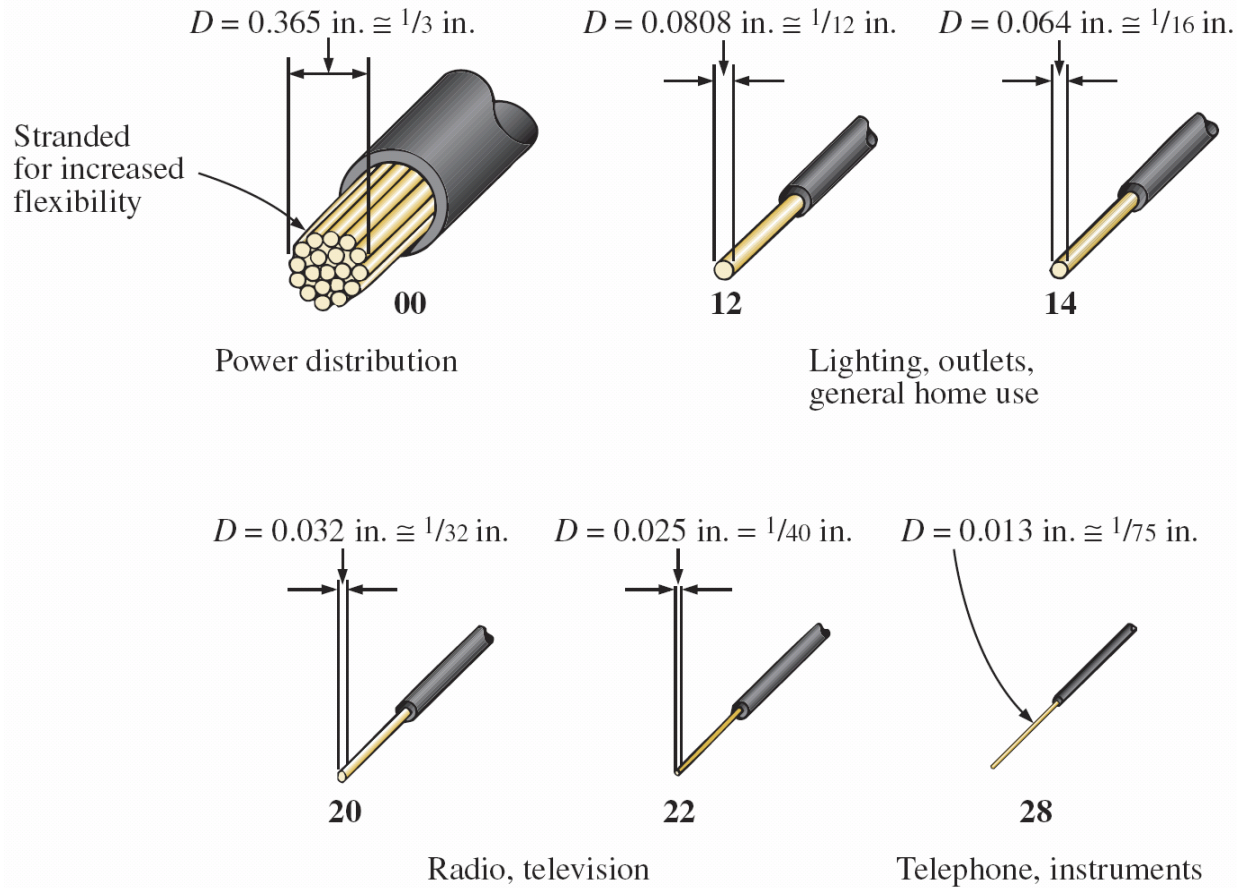 D = 0.365 in. ≅ 1/3 in.
D = 0.0808 in. ≅ 1/12 in.
D = 0.064 in. ≅ 1/16 in.
Stranded
for increased
flexibility
00
12
14
Power distribution
Lighting, outlets,
general home use
D = 0.032 in. ≅ 1/32 in.
D = 0.025 in. = 1/40 in.
D = 0.013 in. ≅ 1/75 in.
20
22
28
Radio, television
Telephone, instruments